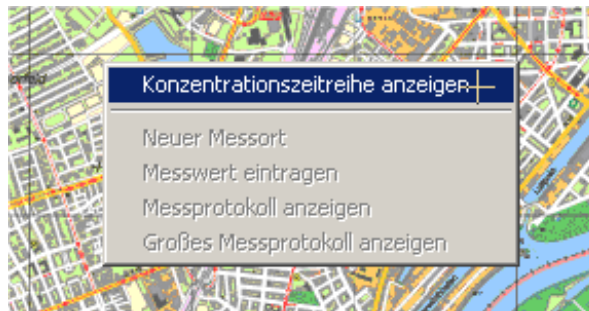 Konzentrationszeitreihe anzeigen
Neuer Messort
Messwert eintragen
Messprotokoll anzeigen
Großes Messprotokoll anzeigen